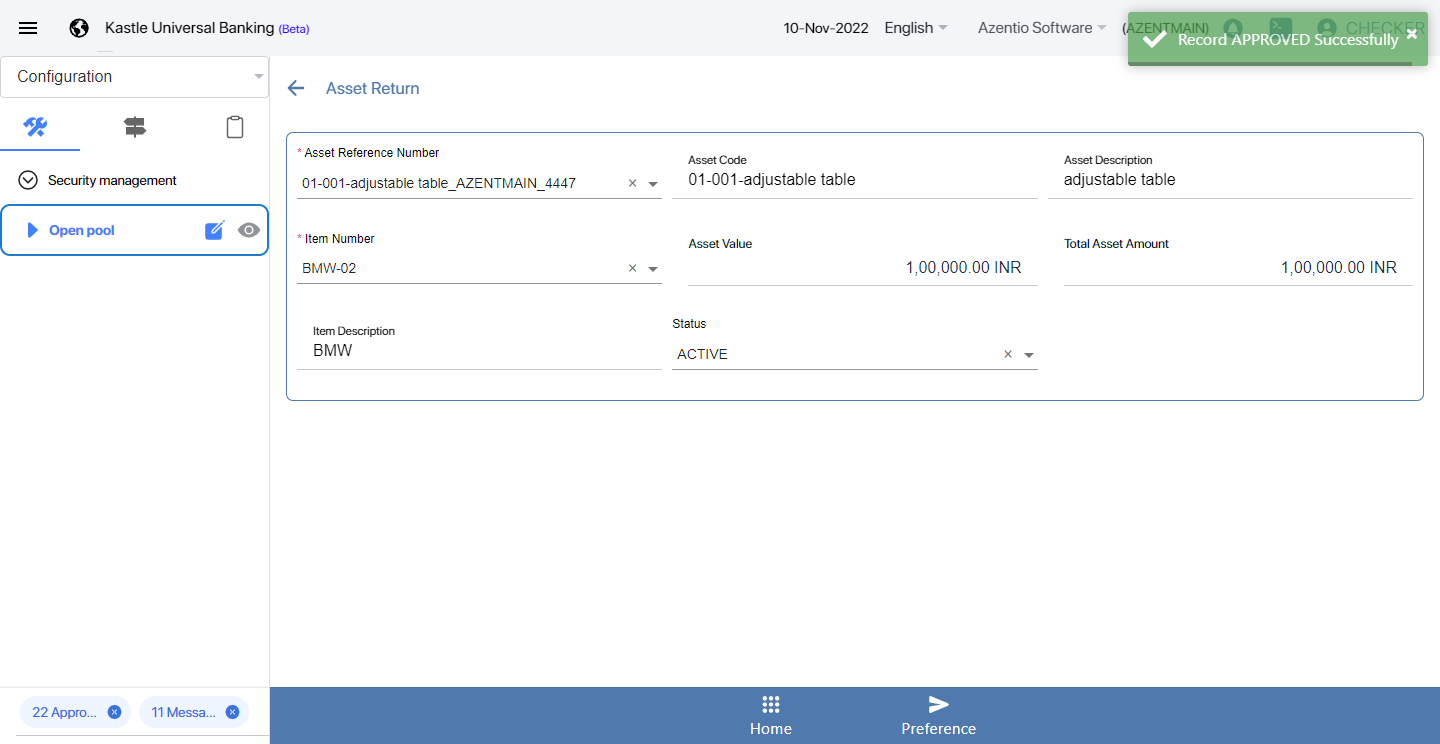 Kastle Universal Banking (Beta)
10-Nov-2022
English
Azentio Software
(AZENTMAIN)
CHECKER
Record APPROVED Successfully
Configuration
Asset Return
Security management
Open pool
* Asset Reference Number
01-001-adjustable table_AZENTMAIN_4447
Asset Code
01-001-adjustable table
Asset Description
adjustable table
* Item Number
BMW-02
Asset Value
1,00,000.00 INR
Total Asset Amount
1,00,000.00 INR
Item Description
BMW
Status
ACTIVE
22 Appro...
11 Messa...
Home
Preference